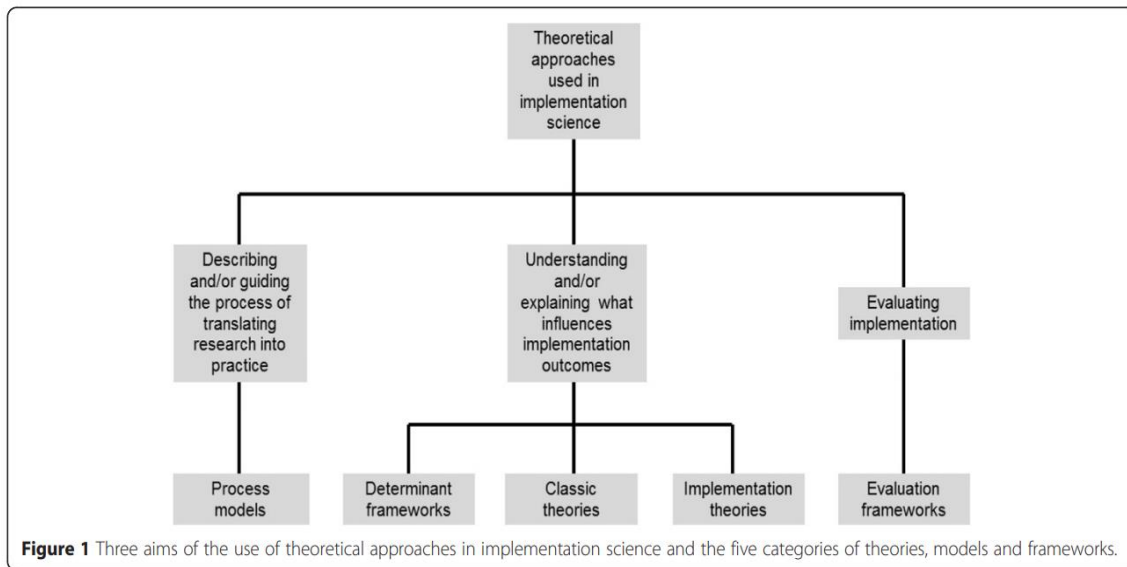 Theoretical
approaches
used in
implementation
science
Describing
and/or guiding
the process of
translating
research into
practice
Understanding
and/or
explaining what
influences
implementation
outcomes
Evaluating
implementation
Process
models
Determinant
frameworks
Classic
theories
Implementation
theories
Evaluation
frameworks
Figure 1 Three aims of the use of theoretical approaches in implementation science and the five categories of theories, models and frameworks.